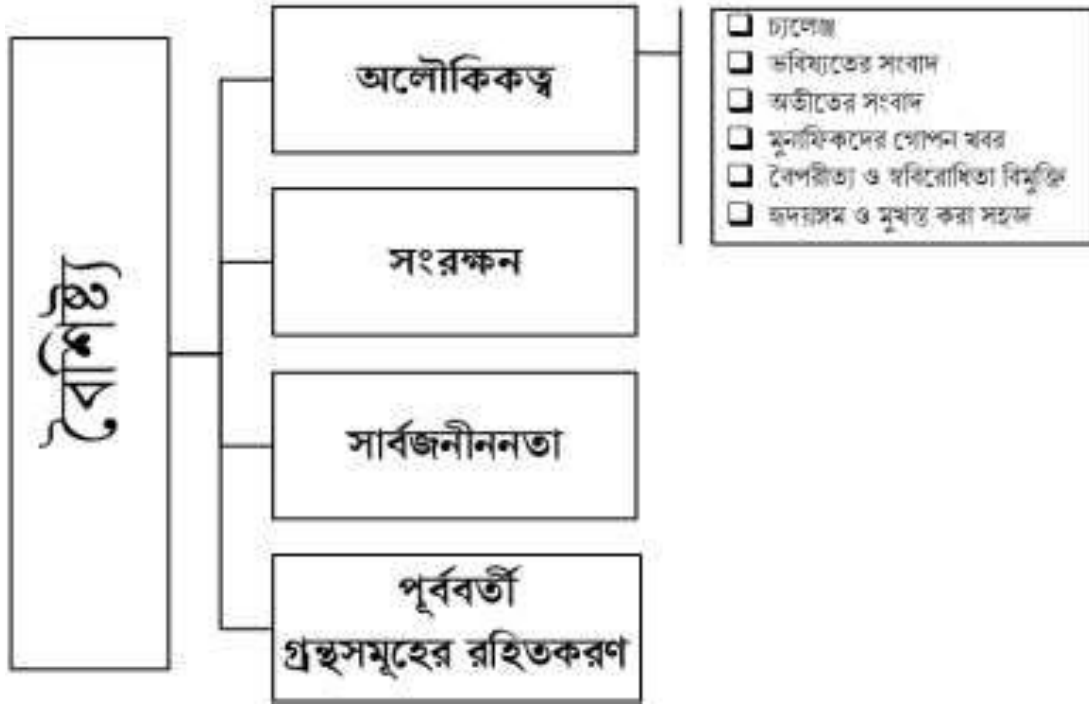 বৈশিষ্ট্য
অলৌকিকত্ব
চ্যলেঞ্জ
ভবিষ্যতের সংবাদ
অতীতের সংবাদ
মুনাফিকদের গোপন খবর
বৈপরীত্য ও স্ববিরোধিতা বিমুক্তি
হৃদয়ঙ্গম ও মুখস্ত করা সহজ
সংরক্ষন
সার্বজনীননতা
পূর্ববর্তী
গ্রন্থসমূহের রহিতকরণ